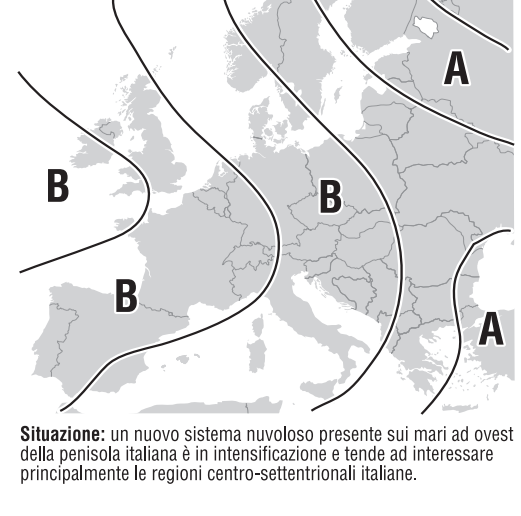 A
B
B
B
A
Situazione: un nuovo sistema nuvoloso presente sui mari ad ovest
della penisola italiana è in intensificazione e tende ad interessare
principalmente le regioni centro-settentrionali italiane.